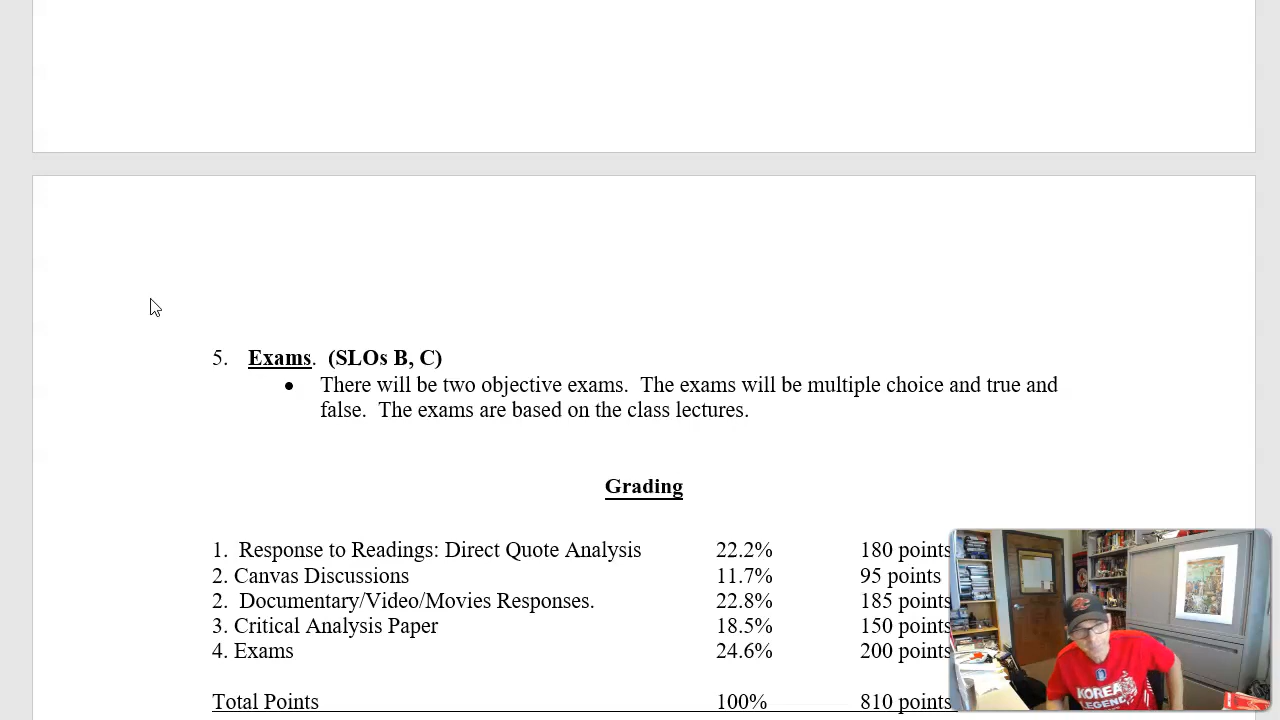 5. Exams. (SLOs B, C)
• There will be two objective exams. The exams will be multiple choice and true and
false. The exams are based on the class lectures.
Grading
1. Response to Readings: Direct Quote Analysis 22.2% 180 points
2. Canvas Discussions 11.7% 95 points
2. Documentary/Video/Movies Responses. 22.8% 185 points
3. Critical Analysis Paper 18.5% 150 points
4. Exams 24.6% 200 points
Total Points 100% 810 points
KOREA
LEGEND